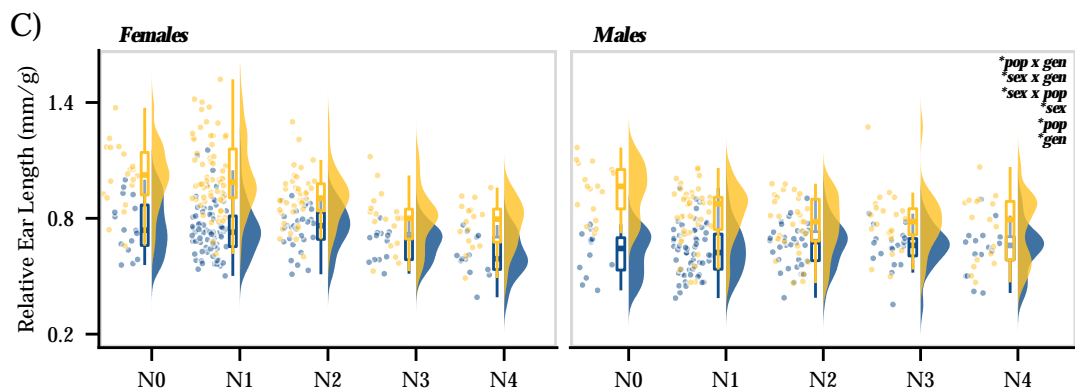 C)
Females
Males
*pop x gen
*sex x gen
*sex x pop
*sex
*pop
*gen
Relative Ear Length (mm/g)
1.4
0.8
0.2
N0 N1 N2 N3 N4
N0 N1 N2 N3 N4